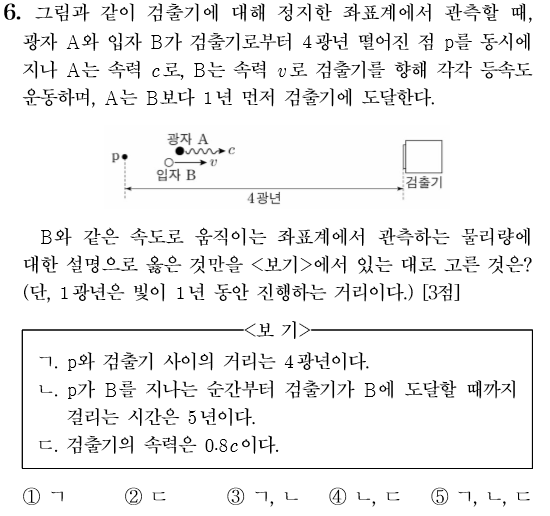 6. 그림과 같이 검출기에 대해 정지한 좌표계에서 관측할 때,
광자 A와 입자 B가 검출기로부터 4광년 떨어진 점 p를 동시에
지나 A는 속력 c로, B는 속력 v로 검출기를 향해 각각 등속도
운동하며, A는 B보다 1년 먼저 검출기에 도달한다.
광자 A
p
c
v
입자 B
검출기
4광년
B와 같은 속도로 움직이는 좌표계에서 관측하는 물리량에
대한 설명으로 옳은 것만을 <보기>에서 있는 대로 고른 것은?
(단, 1광년은 빛이 1년 동안 진행하는 거리이다.) [3점]
<보 기>
ㄱ. p와 검출기 사이의 거리는 4광년이다.
ㄴ. p가 B를 지나는 순간부터 검출기가 B에 도달할 때까지
걸리는 시간은 5년이다.
ㄷ. 검출기의 속력은 0.8c이다.
① ㄱ ② ㄷ ③ ㄱ, ㄴ ④ ㄴ, ㄷ ⑤ ㄱ, ㄴ, ㄷ